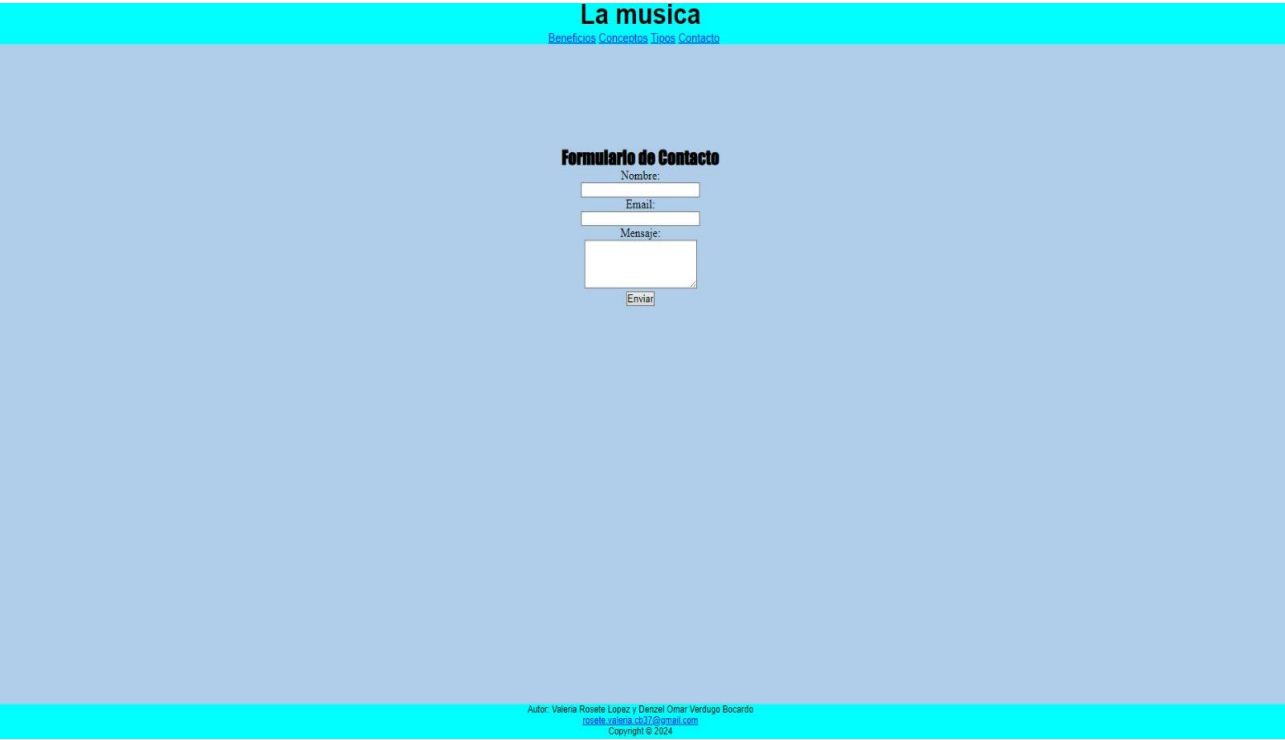 La musica
Beneficios Conceptos Tipos Contacto
Formulario de Contacto
Nombre:
Email:
Mensaje:
Enviar
Autor: Valeria Rosete Lopez y Denzel Omar Verdugo Bocardo
rosete.valeria.cb37@gmail.com
Copyright © 2024